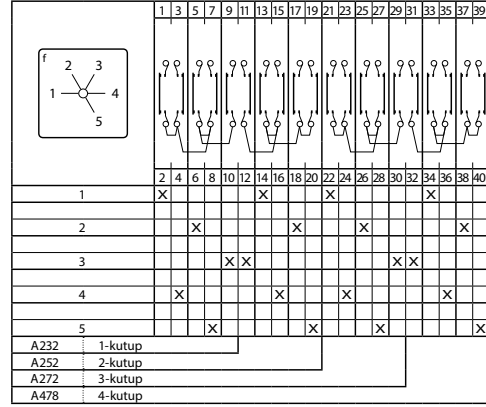 1 3 5 7 9 11 13 15 17 19 21 23 25 27 29 31 33 35 37 39
f
2 3
1 4
5
2 4 6 8 10 12 14 16 18 20 22 24 26 28 30 32 34 36 38 40
1 X X X X
2 X X X X
3 X X X X
4 X X X X
5 X X X X
A232 1-kutup
A252 2-kutup
A272 3-kutup
A478 4-kutup